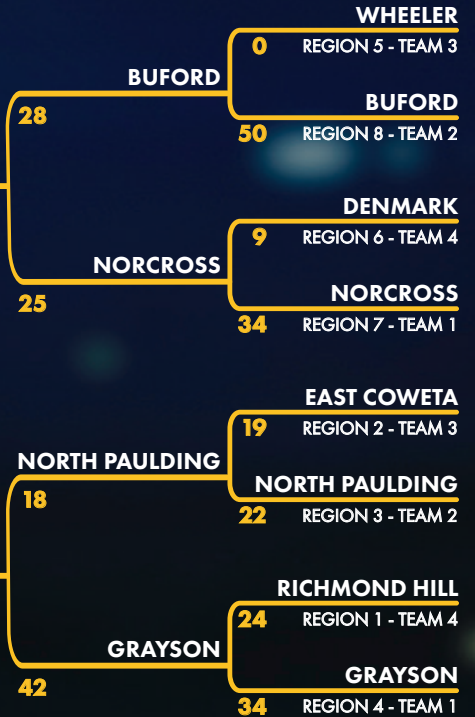 WHEELER
0 REGION 5 - TEAM 3
BUFORD
28
BUFORD
50 REGION 8 - TEAM 2
DENMARK
9 REGION 6 - TEAM 4
NORCROSS
25
NORCROSS
34 REGION 7 - TEAM 1
EAST COWETA
19 REGION 2 - TEAM 3
NORTH PAULDING
18
NORTH PAULDING
22 REGION 3 - TEAM 2
RICHMOND HILL
24 REGION 1 - TEAM 4
GRAYSON
42
GRAYSON
34 REGION 4 - TEAM 1